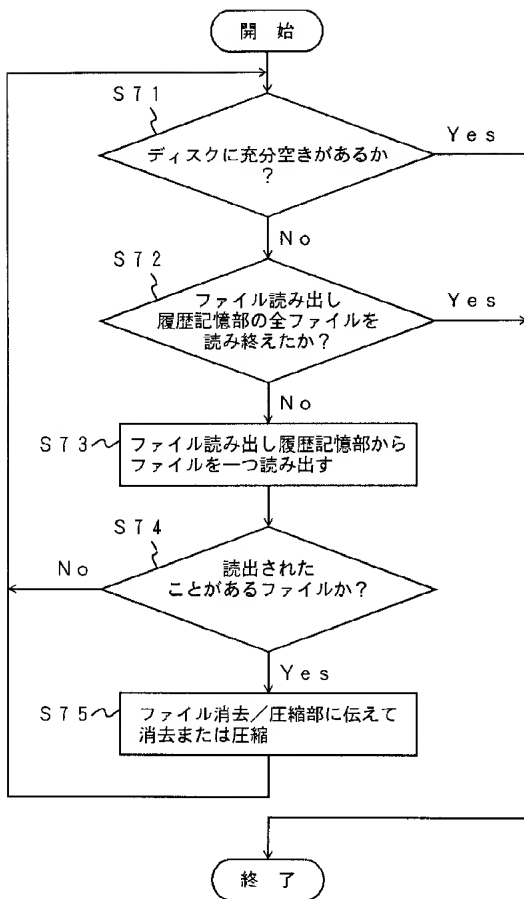 開 始
S71
ディスクに充分空きがあるか
?
Yes
No
S72
ファイル読み出し
履歴記憶部の全ファイルを
読み終えたか?
Yes
No
S73
ファイル読み出し履歴記憶部から
ファイルを一つ読み出す
S74
読出された
ことがあるファイルか?
No
Yes
S75
ファイル消去/圧縮部に伝えて
消去または圧縮
終 了